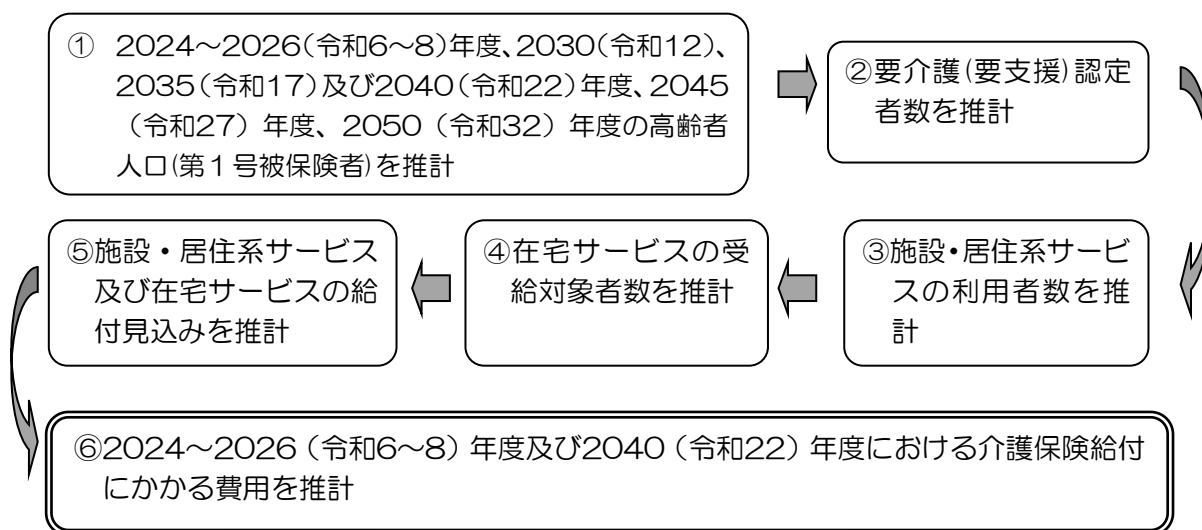 ① 2024～2026(令和6～8)年度、2030(令和12)、
2035(令和17)及び2040(令和22)年度、2045
（令和27）年度、2050（令和32）年度の高齢者
人口(第１号被保険者)を推計
②要介護(要支援)認定
者数を推計
③施設・居住系サービ
スの利用者数を推
計
④在宅サービスの受
給対象者数を推計
⑤施設・居住系サービス
及び在宅サービスの給
付見込みを推計
⑥2024～2026（令和6～8）年度及び2040（令和22）年度における介護保険給付
にかかる費用を推計